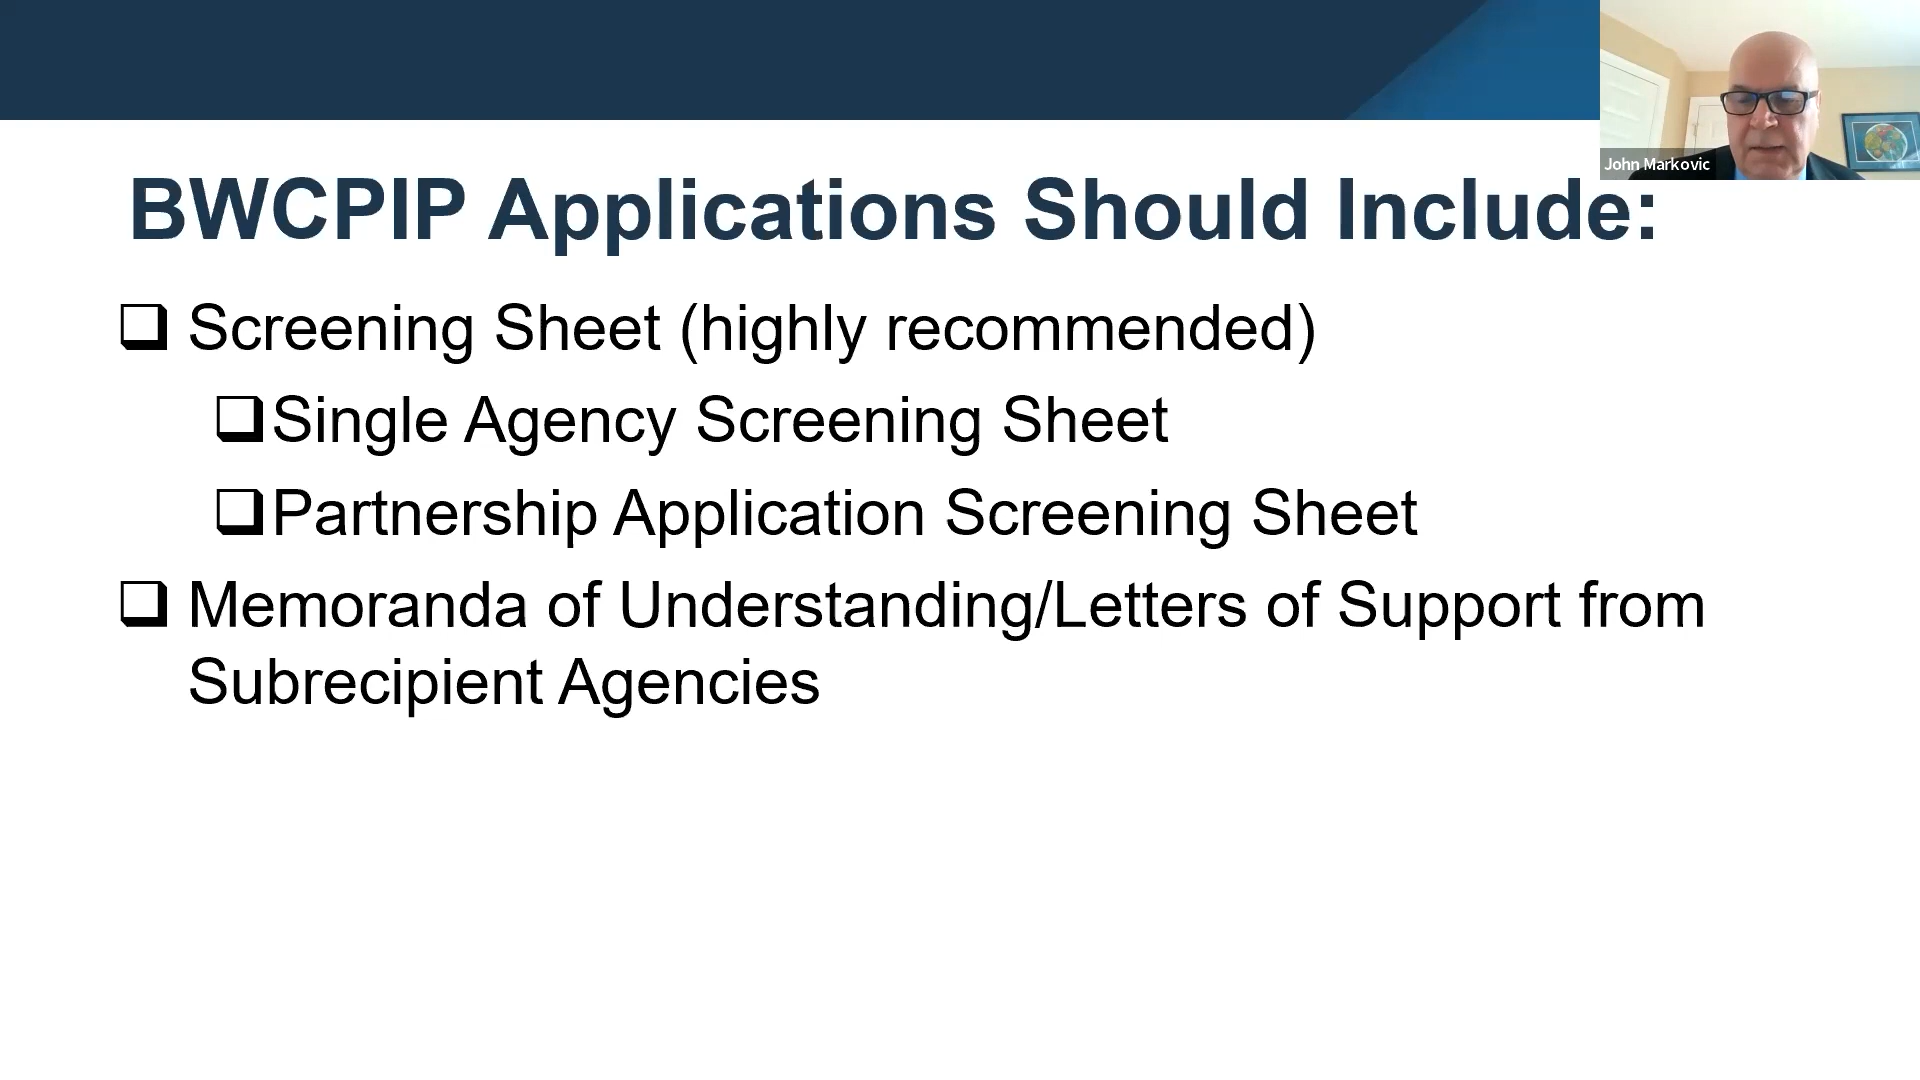 John Markovic
BWCPIP Applications Should Include:
Screening Sheet (highly recommended)
Single Agency Screening Sheet
Partnership Application Screening Sheet
Memoranda of Understanding/Letters of Support from
Subrecipient Agencies